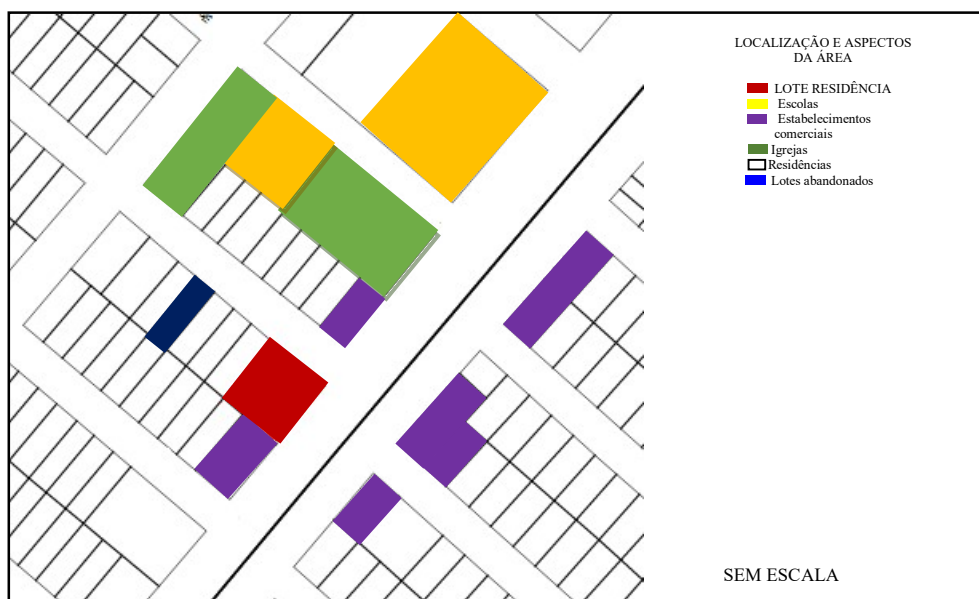 LOCALIZAÇÃO E ASPECTOS
DA ÁREA
LOTE RESIDÊNCIA
Escolas
Estabelecimentos
comerciais
Igrejas
Residências
Lotes abandonados
SEM ESCALA